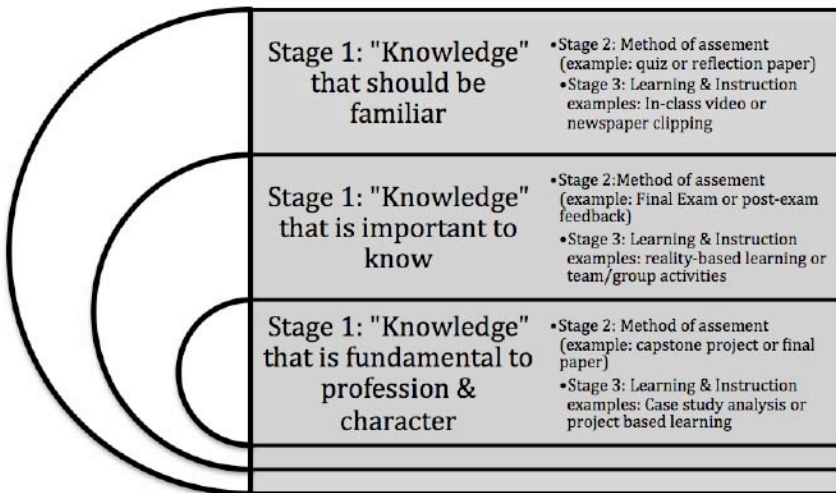 Stage 1: "Knowledge"
that should be
familiar
•Stage 2: Method of assement
(example: quiz or reflection paper)
•Stage 3: Learning & Instruction
examples: In-class video or
newspaper clipping
Stage 1: "Knowledge"
that is important to
know
•Stage 2:Method of assement
(example: Final Exam or post-exam
feedback)
•Stage 3: Learning & Instruction
examples: reality-based learning or
team/group activities
Stage 1: "Knowledge"
that is fundamental to
profession &
character
•Stage 2: Method of assement
(example: capstone project or final
paper)
•Stage 3: Learning & Instruction
examples: Case study analysis or
project based learning